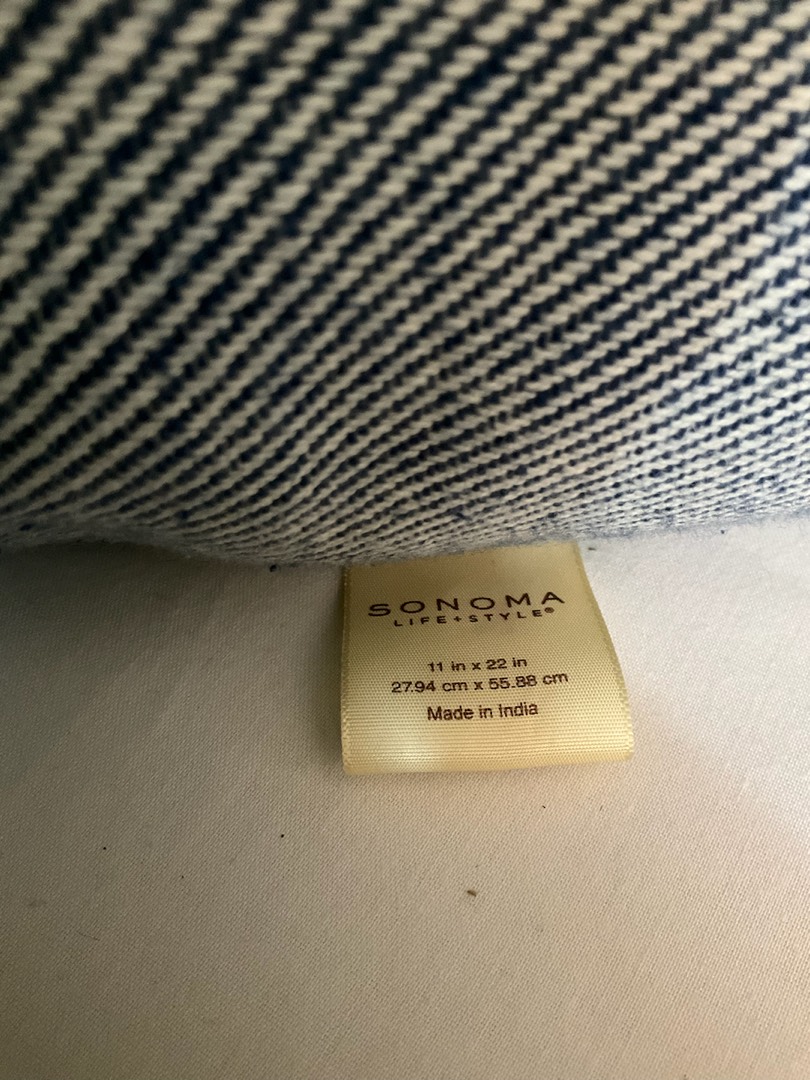 SONOMA
LIFE+STYLE®
11 in x 22 in
27.94 cm x 55.88 cm
Made in India